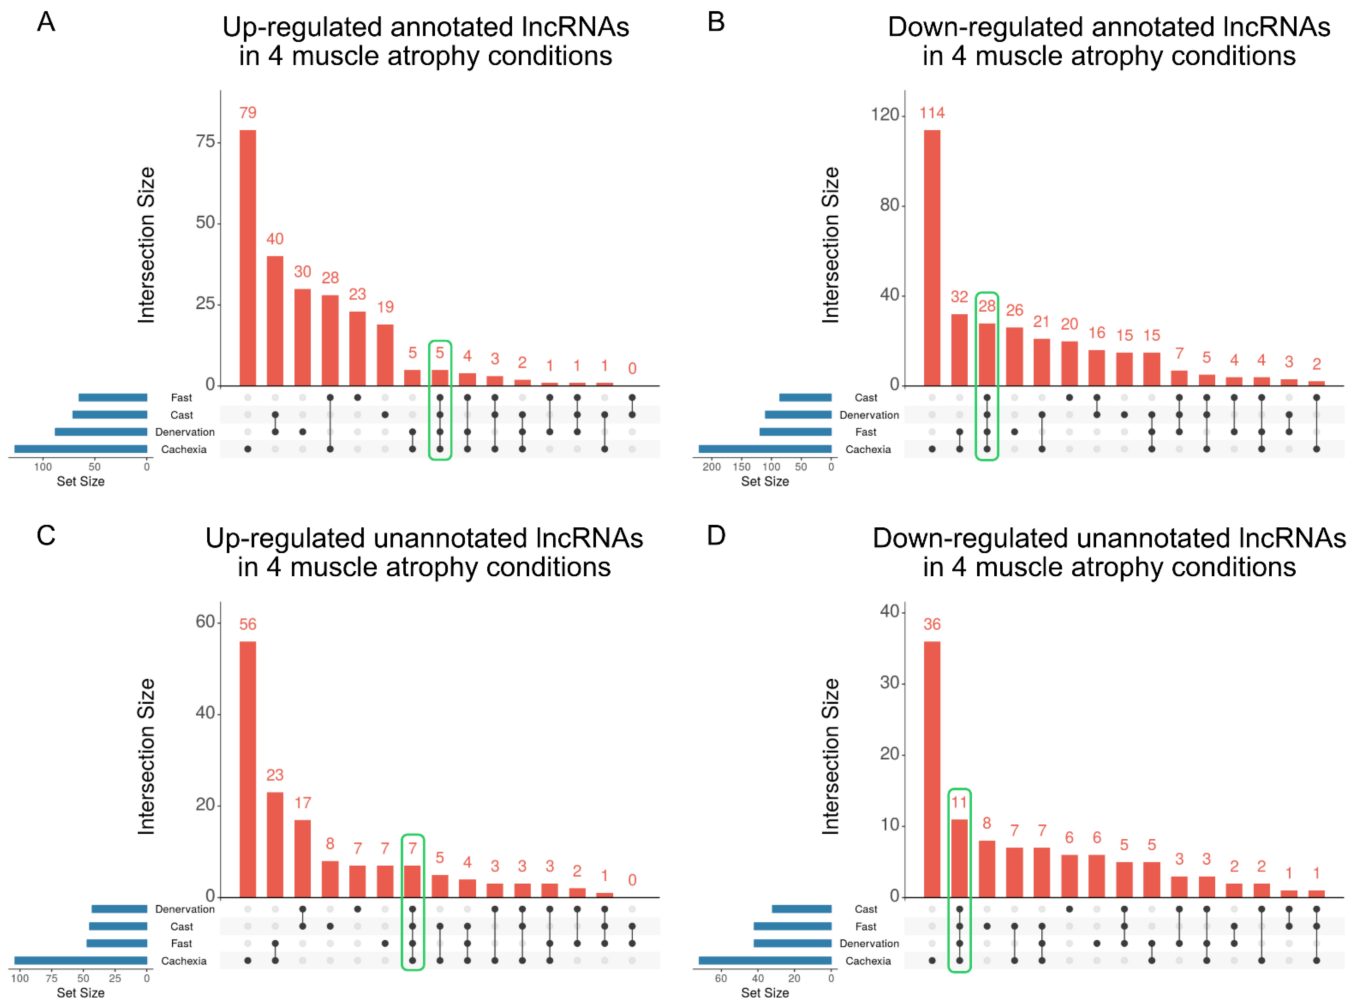 A
Up-regulated annotated lncRNAs
in 4 muscle atrophy conditions
Intersection Size
75
50
25
0
79
40
30
28
23
19
5
5
4
3
2
1
1
1
0
Fast
Cast
Denervation
Cachexia
100
50
0
Set Size
B
Down-regulated annotated lncRNAs
in 4 muscle atrophy conditions
Intersection Size
120
80
40
0
114
32
28
26
21
20
16
15
15
7
5
4
4
3
2
Cast
Denervation
Fast
Cachexia
200
150
100
50
0
Set Size
C
Up-regulated unannotated lncRNAs
in 4 muscle atrophy conditions
Intersection Size
60
40
20
0
56
23
17
8
7
7
7
5
4
3
3
3
2
1
0
Denervation
Cast
Fast
Cachexia
100
75
50
25
0
Set Size
D
Down-regulated unannotated lncRNAs
in 4 muscle atrophy conditions
Intersection Size
40
30
20
10
0
36
11
8
7
7
6
6
5
5
3
3
2
2
1
1
Cast
Fast
Denervation
Cachexia
60
40
20
0
Set Size